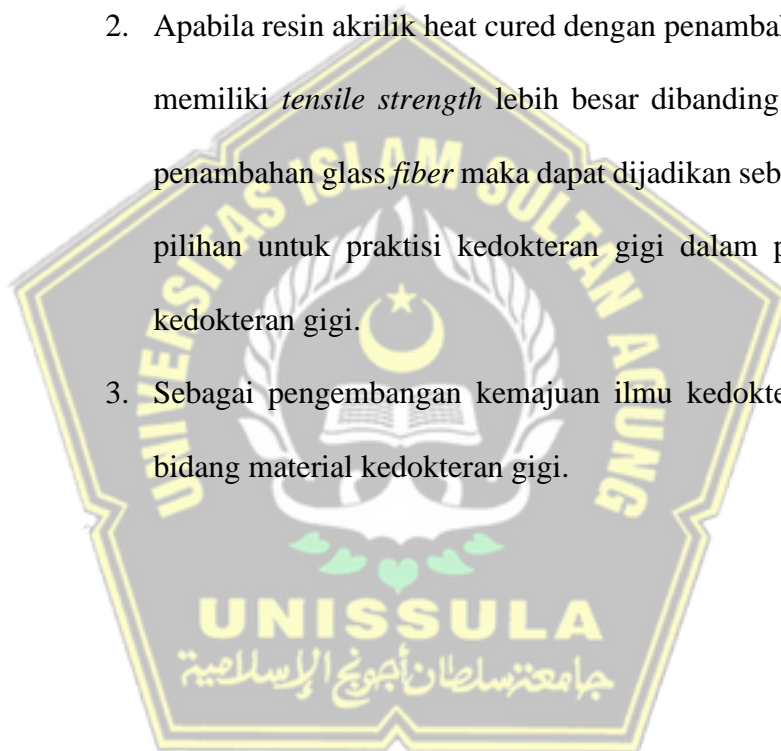 2. Apabila resin akrilik heat cured dengan penambah
memiliki tensile strength lebih besar dibanding
penambahan glass fiber maka dapat dijadikan seb
pilihan untuk praktisi kedokteran gigi dalam p
kedokteran gigi.
3. Sebagai pengembangan kemajuan ilmu kedokte
bidang material kedokteran gigi.
UNIVERSITAS ISLAM SULTAN AGUNG
UNISSULA
جامعة سلطان أجونج الإسلامية